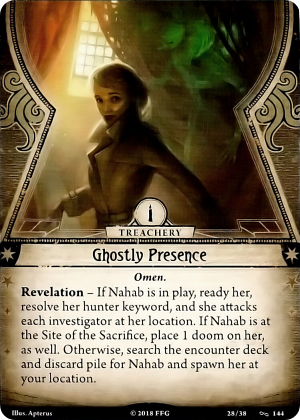 TREACHERY
Ghostly Presence
Omen.
Revelation – If Nahab is in play, ready her,
resolve her hunter keyword, and she attacks
each investigator at her location. If Nahab is at
the Site of the Sacrifice, place 1 doom on her,
as well. Otherwise, search the encounter deck
and discard pile for Nahab and spawn her at
your location.
Illus. Apterus © 2018 FFG 28/38 144